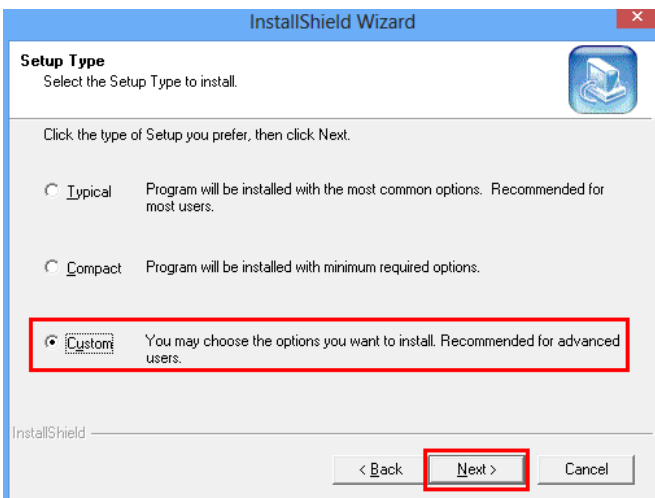 InstallShield Wizard
Setup Type
Select the Setup Type to install.
Click the type of Setup you prefer, then click Next.
Typical Program will be installed with the most common options. Recommended for
most users.
Compact Program will be installed with minimum required options.
Custom You may choose the options you want to install. Recommended for advanced
users.
InstallShield
< Back Next > Cancel